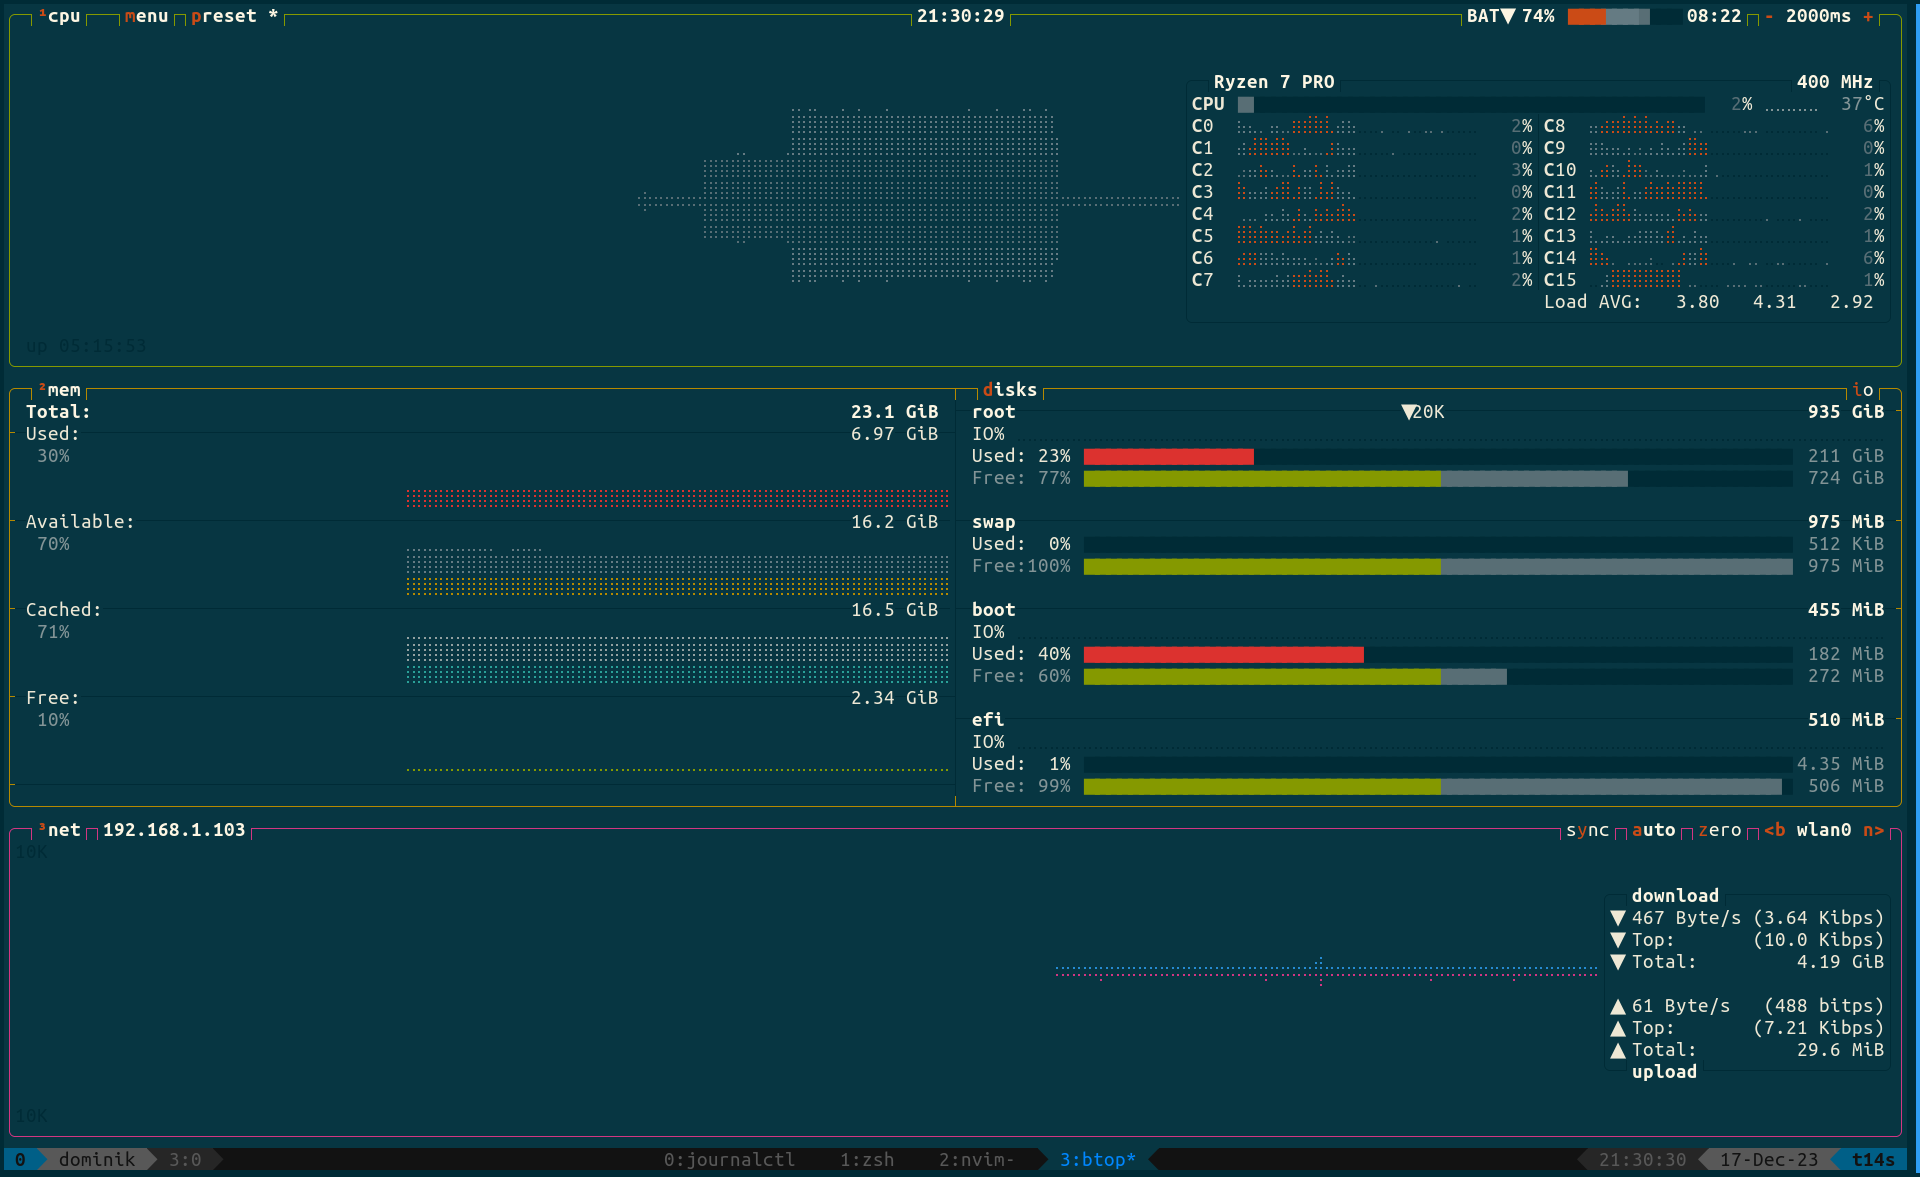 ¹cpu menu preset * 21:30:29 BAT▼ 74% 08:22 - 2000ms +
Ryzen 7 PRO 400 MHz
CPU 2% 37°C
C0 2% C8 6%
C1 0% C9 0%
C2 3% C10 1%
C3 0% C11 0%
C4 2% C12 2%
C5 1% C13 1%
C6 1% C14 6%
C7 2% C15 1%
Load AVG: 3.80 4.31 2.92
up 05:15:53
²mem disks io
Total: 23.1 GiB root ▼20K 935 GiB
Used: 6.97 GiB IO%
30% Used: 23% 211 GiB
Free: 77% 724 GiB
Available: 16.2 GiB swap 975 MiB
70% Used: 0% 512 KiB
Free:100% 975 MiB
Cached: 16.5 GiB boot 455 MiB
71% IO%
Used: 40% 182 MiB
Free: 60% 272 MiB
Free: 2.34 GiB
10% efi 510 MiB
IO%
Used: 1% 4.35 MiB
Free: 99% 506 MiB
³net 192.168.1.103 sync auto zero <b wlan0 n>
10K
download
▼ 467 Byte/s (3.64 Kibps)
▼ Top: (10.0 Kibps)
▼ Total: 4.19 GiB
▲ 61 Byte/s (488 bitps)
▲ Top: (7.21 Kibps)
▲ Total: 29.6 MiB
upload
10K
0 dominik 3:0 0:journalctl 1:zsh 2:nvim- 3:btop* 21:30:30 17-Dec-23 t14s